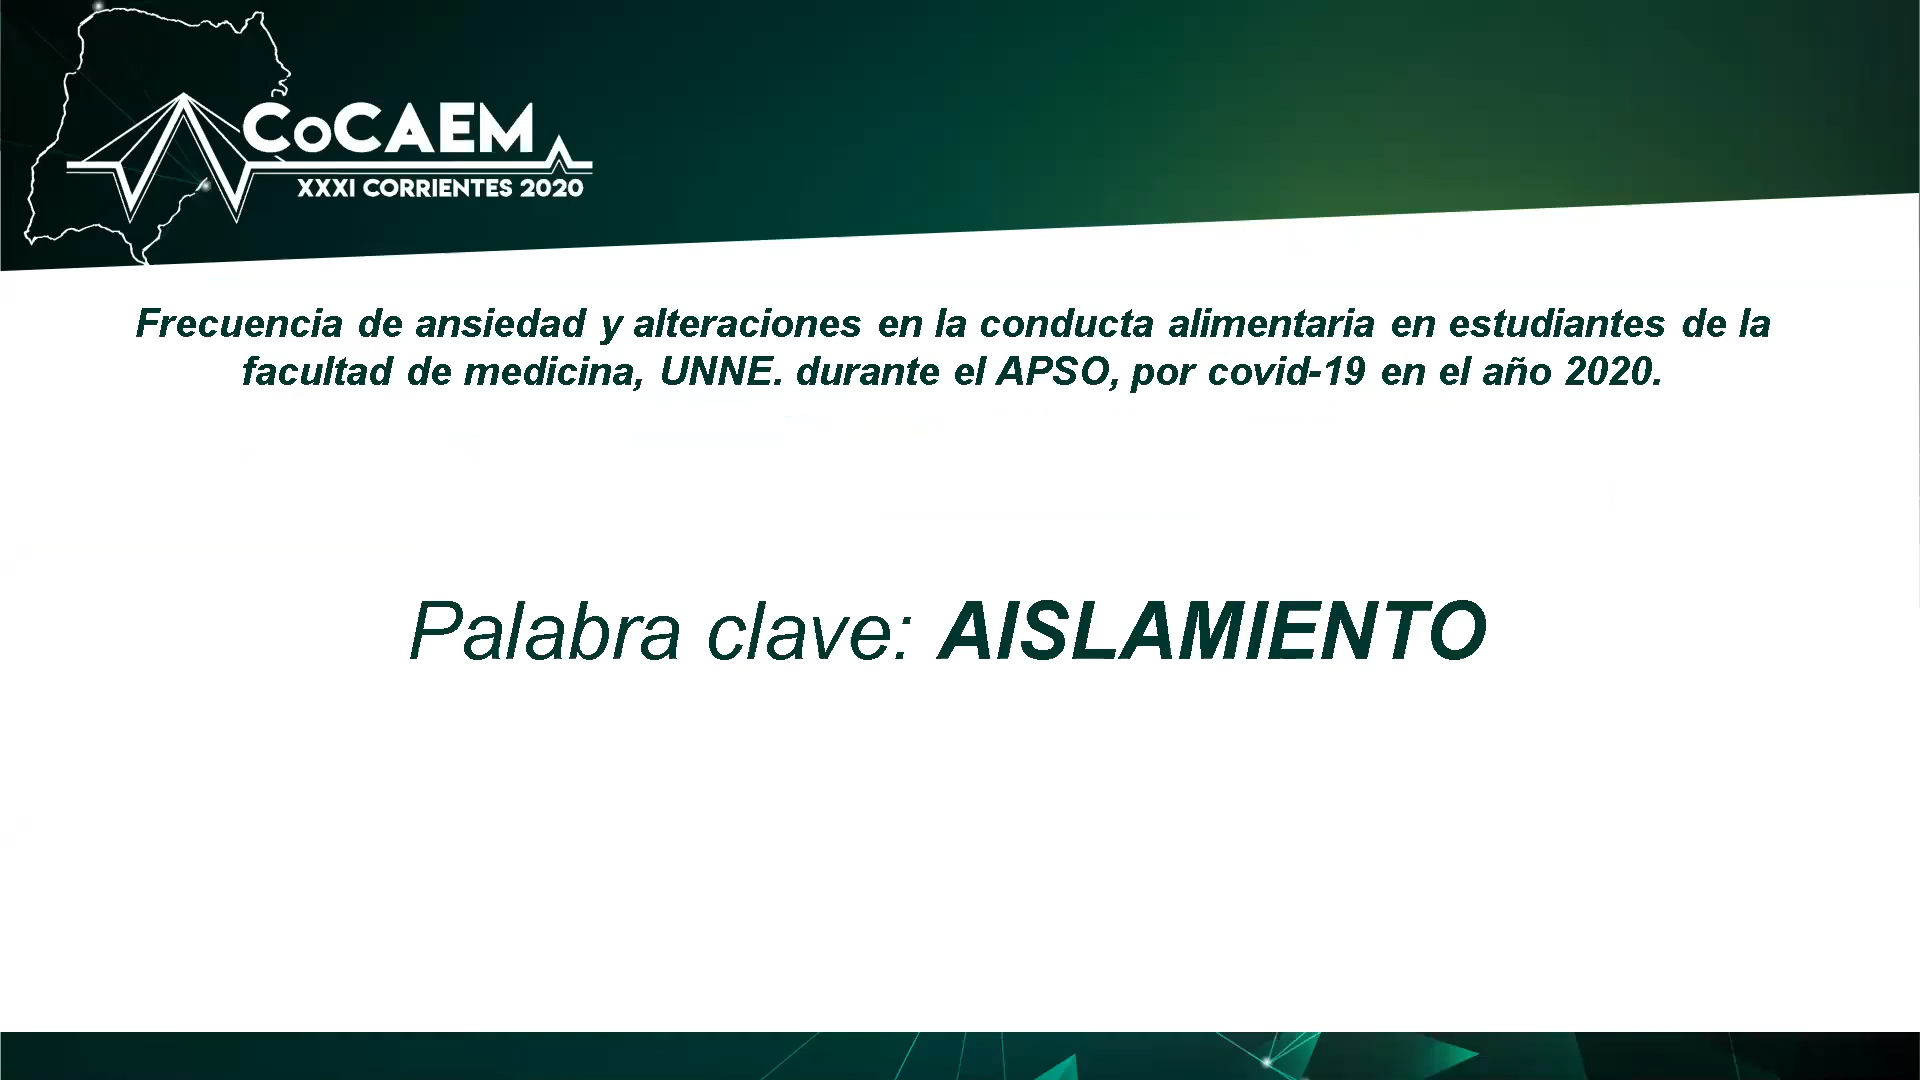 CoCAEM
XXXI CORRIENTES 2020
Frecuencia de ansiedad y alteraciones en la conducta alimentaria en estudiantes de la
facultad de medicina, UNNE. durante el APSO, por covid-19 en el año 2020.
Palabra clave: AISLAMIENTO